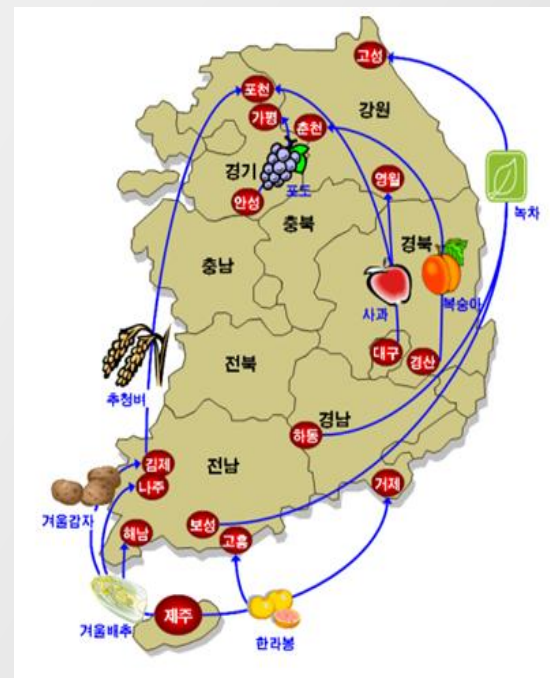 고성
포천
강원
가평
춘천
경기
포도
영월
안성
녹차
충북
경북
충남
사과
복숭아
대구
경산
전북
추청벼
경남
하동
김제
전남
나주
거제
겨울감자
보성
해남
고흥
제주
겨울배추
한라봉